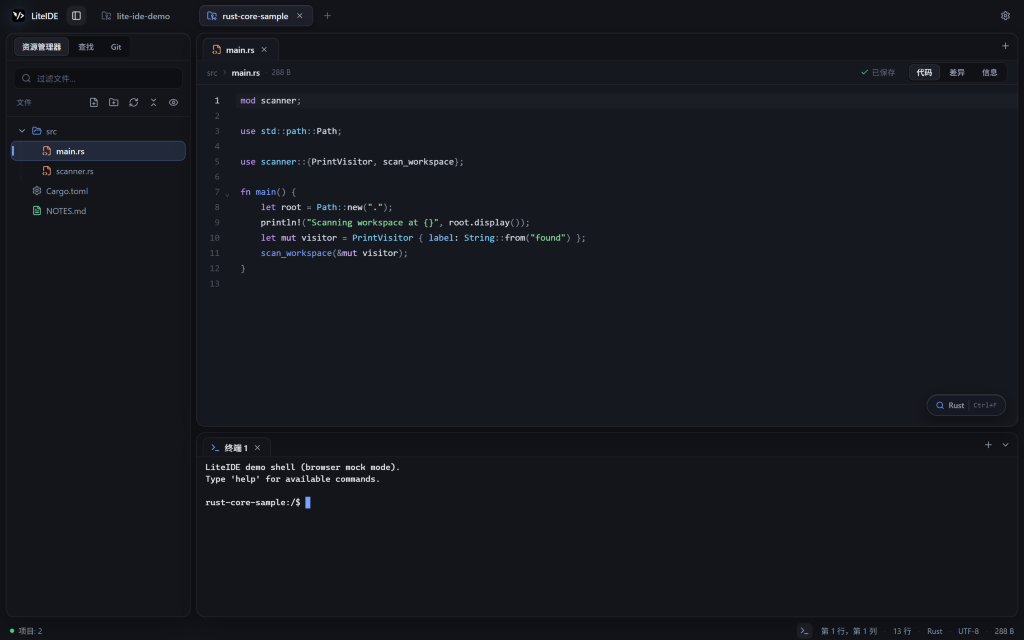 LiteIDE
lite-ide-demo
rust-core-sample
资源管理器 查找 Git
过滤文件...
文件
src
main.rs
scanner.rs
Cargo.toml
NOTES.md
main.rs
src > main.rs 288 B
已保存 代码 差异 信息
1 mod scanner;
2
3 use std::path::Path;
4
5 use scanner::{PrintVisitor, scan_workspace};
6
7 fn main() {
8 let root = Path::new(".");
9 println!("Scanning workspace at {}", root.display());
10 let mut visitor = PrintVisitor { label: String::from("found") };
11 scan_workspace(&mut visitor);
12 }
13
Rust Ctrl+F
终端 1
LiteIDE demo shell (browser mock mode).
Type 'help' for available commands.
rust-core-sample:/$
项目: 2
第 1 行，第 1 列 13 行 Rust UTF-8 288 B